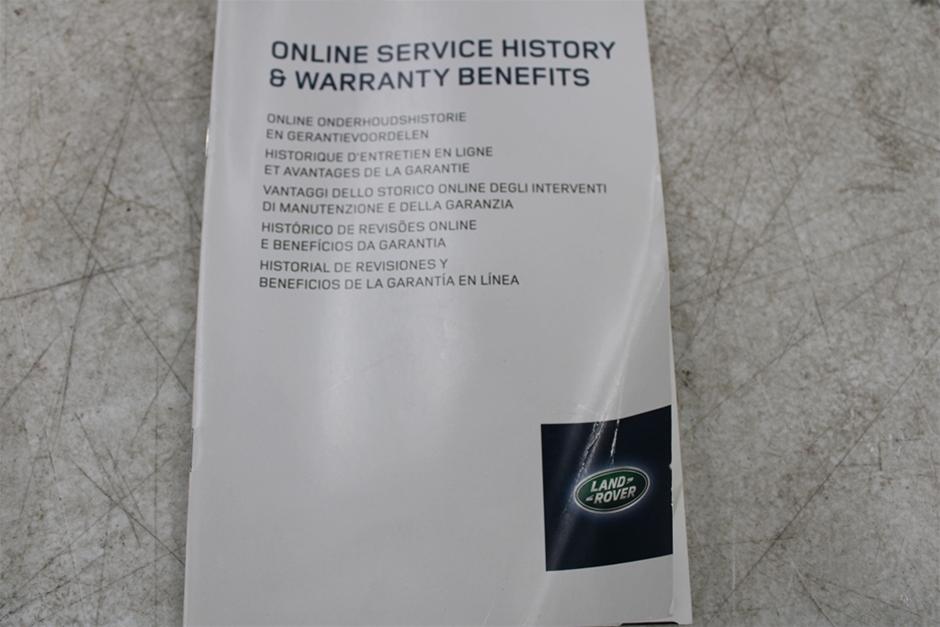 ONLINE SERVICE HISTORY
& WARRANTY BENEFITS
ONLINE ONDERHOUDSHISTORIE
EN GERANTIEVOORDELEN
HISTORIQUE D'ENTRETIEN EN LIGNE
ET AVANTAGES DE LA GARANTIE
VANTAGGI DELLO STORICO ONLINE DEGLI INTERVENTI
DI MANUTENZIONE E DELLA GARANZIA
HISTÓRICO DE REVISÕES ONLINE
E BENEFÍCIOS DA GARANTIA
HISTORIAL DE REVISIONES Y
BENEFICIOS DE LA GARANTÍA EN LÍNEA
LAND
ROVER